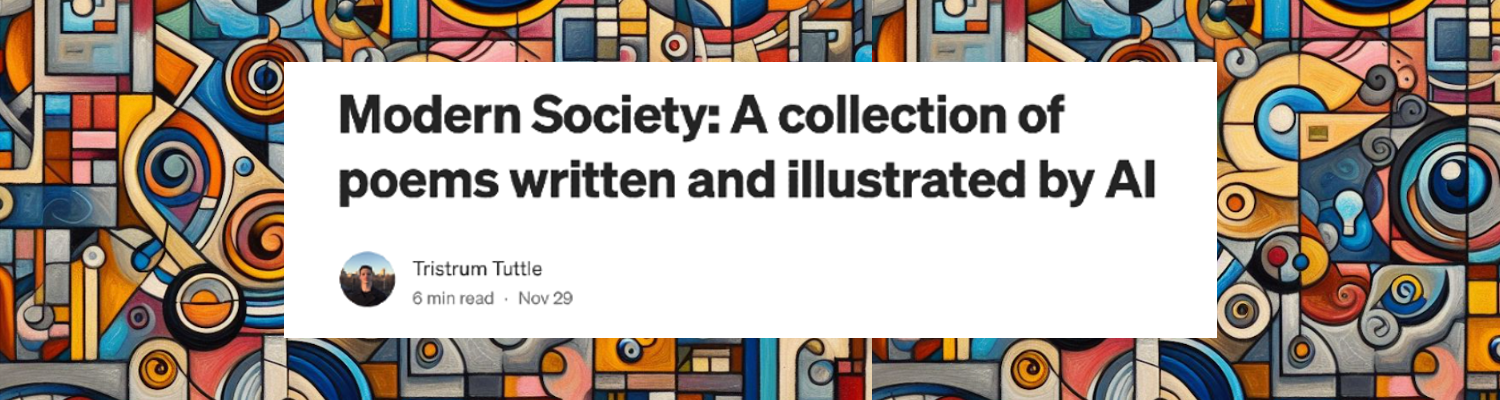 Modern Society: A collection of
poems written and illustrated by AI
Tristrum Tuttle
6 min read · Nov 29